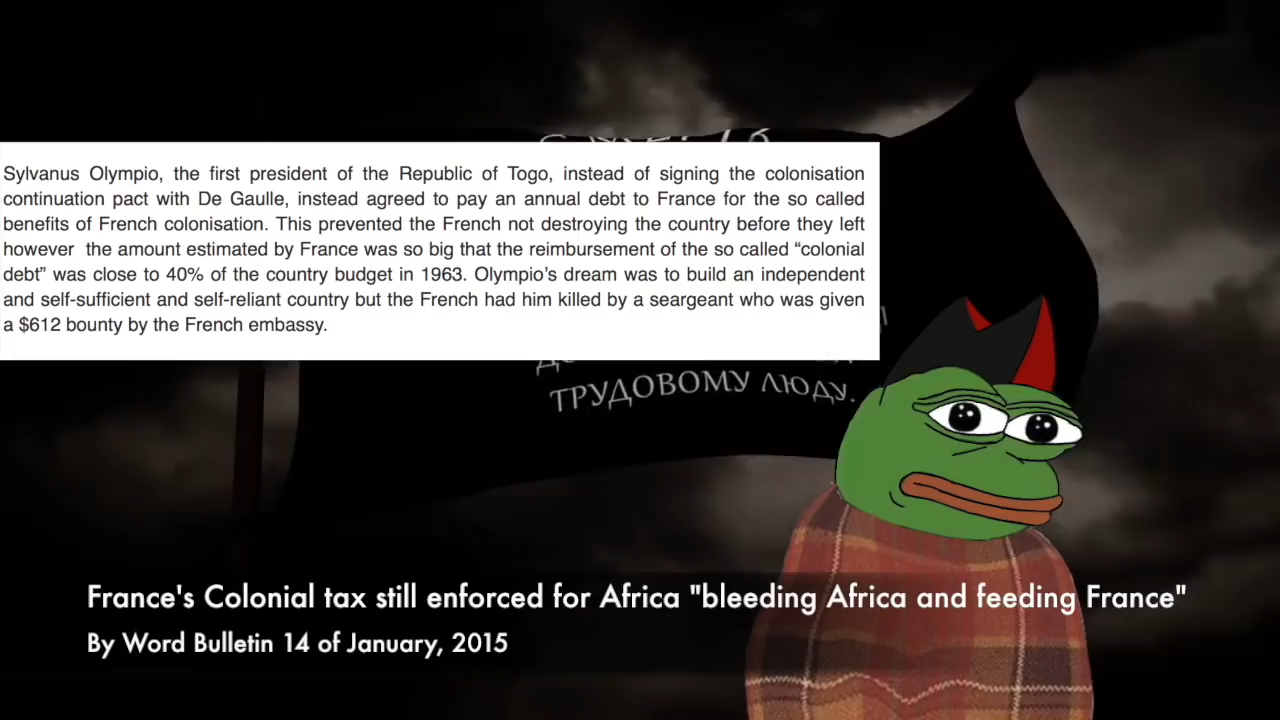 Sylvanus Olympio, the first president of the Republic of Togo, instead of signing the colonisation
continuation pact with De Gaulle, instead agreed to pay an annual debt to France for the so called
benefits of French colonisation. This prevented the French not destroying the country before they left
however  the amount estimated by France was so big that the reimbursement of the so called “colonial
debt” was close to 40% of the country budget in 1963. Olympio’s dream was to build an independent
and self-sufficient and self-reliant country but the French had him killed by a seargeant who was given
a $612 bounty by the French embassy.
ТРУДОВОМУ ЛЮДУ.
France's Colonial tax still enforced for Africa "bleeding Africa and feeding France"
By Word Bulletin 14 of January, 2015